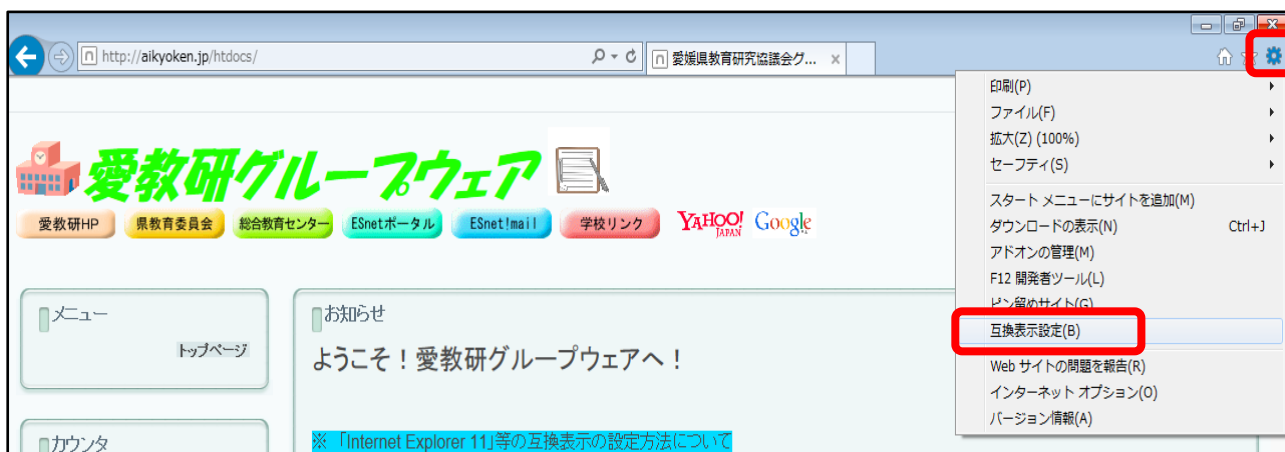 http://aikyoken.jp/htdocs/
愛媛県教育研究協議会グ...
愛教研グループウェア
愛教研HP
県教育委員会
総合教育センター
ESnetポータル
ESnet!mail
学校リンク
YAHOO!
JAPAN
Google
メニュー
トップページ
カウンタ
お知らせ
ようこそ！愛教研グループウェアへ！
※ 「Internet Explorer 11」等の互換表示の設定方法について
印刷(P)
ファイル(F)
拡大(Z) (100%)
セーフティ(S)
スタート メニューにサイトを追加(M)
ダウンロードの表示(N) Ctrl+J
アドオンの管理(M)
F12 開発者ツール(L)
ピン留めサイト(G)
互換表示設定(B)
Web サイトの問題を報告(R)
インターネット オプション(O)
バージョン情報(A)